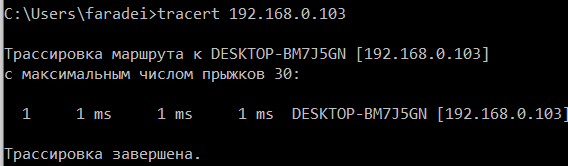 C:\Users\faradei>tracert 192.168.0.103
Трассировка маршрута к DESKTOP-BM7J5GN [192.168.0.103]
с максимальным числом прыжков 30:
1 1 ms 1 ms 1 ms DESKTOP-BM7J5GN [192.168.0.103]
Трассировка завершена.